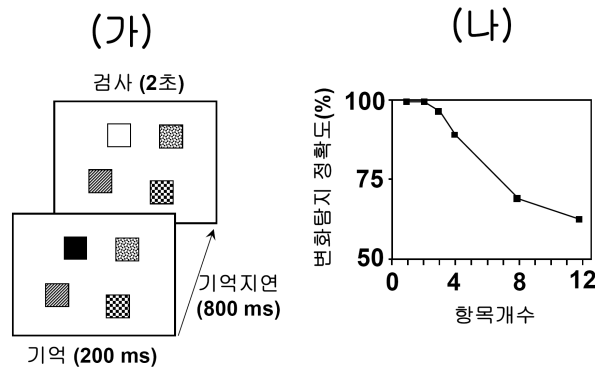 (가)
검사 (2초)
기억지연
(800 ms)
기억 (200 ms)
(나)
변화탐지 정확도(%)
100
75
50
0 4 8 12
항목개수